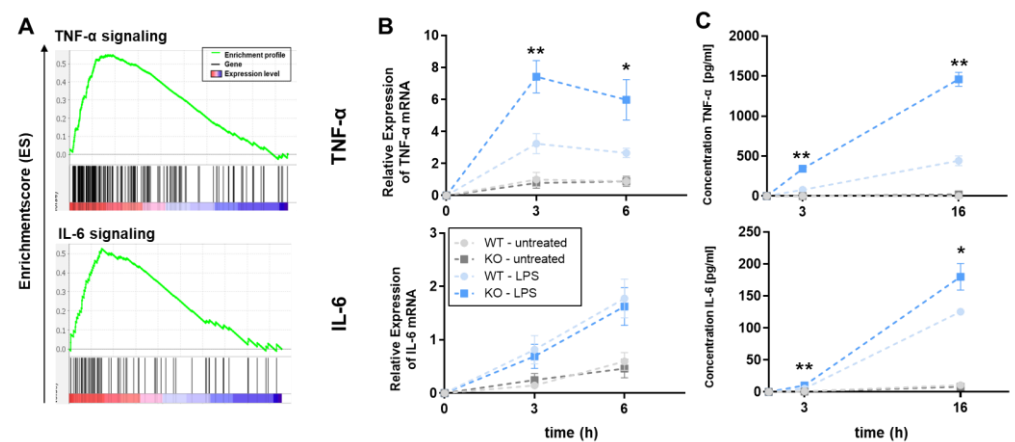 A
TNF-α signaling
Enrichment profile
Gene
Expression level
0.5
0.4
0.3
0.2
0.1
0.0
IL-6 signaling
0.5
0.4
0.3
0.2
0.1
0.0
Enrichmentscore (ES)
B
TNF-α
Relative Expression
of TNF-α mRNA
10
8
6
4
2
0
**
*
0
3
6
IL-6
Relative Expression
of IL-6 mRNA
3
2
1
0
WT - untreated
KO - untreated
WT - LPS
KO - LPS
0
3
6
time (h)
C
Concentration TNF-α [pg/ml]
2000
1500
1000
500
0
**
**
3
16
Concentration IL-6 [pg/ml]
250
200
150
100
50
0
**
*
3
16
time (h)